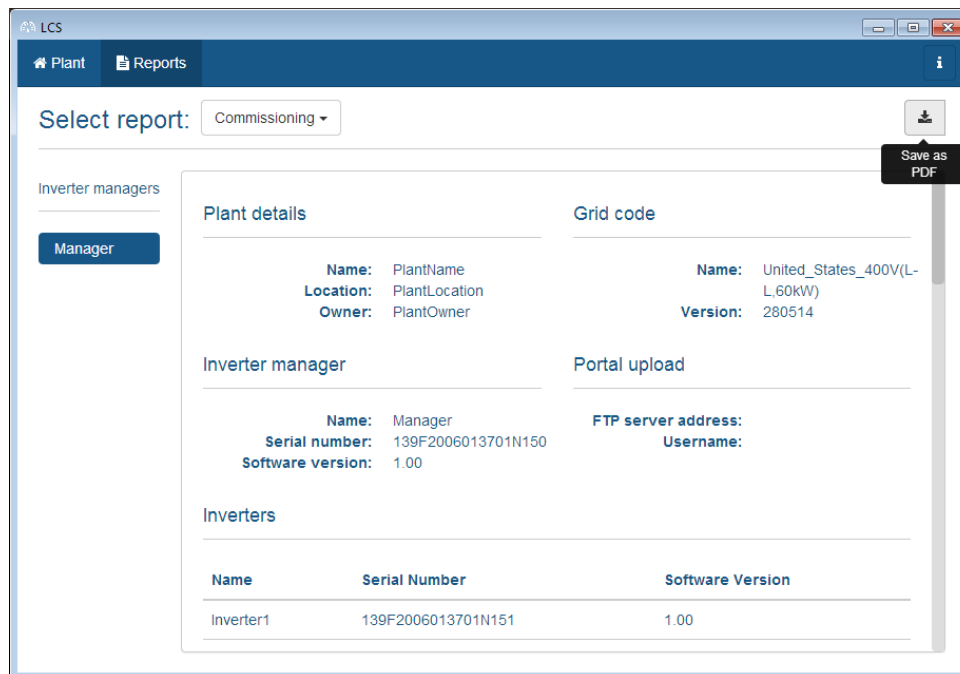 LCS
Plant Reports i
Select report: Commissioning
Save as
PDF
Inverter managers
Manager
Plant details
Name: PlantName
Location: PlantLocation
Owner: PlantOwner
Grid code
Name: United_States_400V(L-
L,60kW)
Version: 280514
Inverter manager
Name: Manager
Serial number: 139F2006013701N150
Software version: 1.00
Portal upload
FTP server address:
Username:
Inverters
Name Serial Number Software Version
Inverter1 139F2006013701N151 1.00